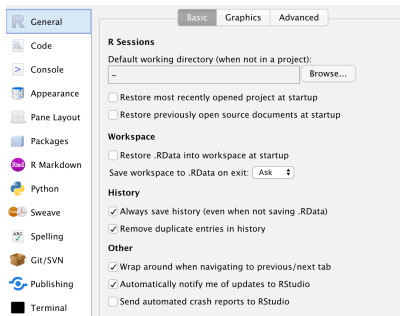 General
Code
Console
Appearance
Pane Layout
Packages
R Markdown
Python
Sweave
Spelling
Git/SVN
Publishing
Terminal
Basic Graphics Advanced
R Sessions
Default working directory (when not in a project):
~ Browse...
Restore most recently opened project at startup
Restore previously open source documents at startup
Workspace
Restore .RData into workspace at startup
Save workspace to .RData on exit: Ask
History
Always save history (even when not saving .RData)
Remove duplicate entries in history
Other
Wrap around when navigating to previous/next tab
Automatically notify me of updates to RStudio
Send automated crash reports to RStudio